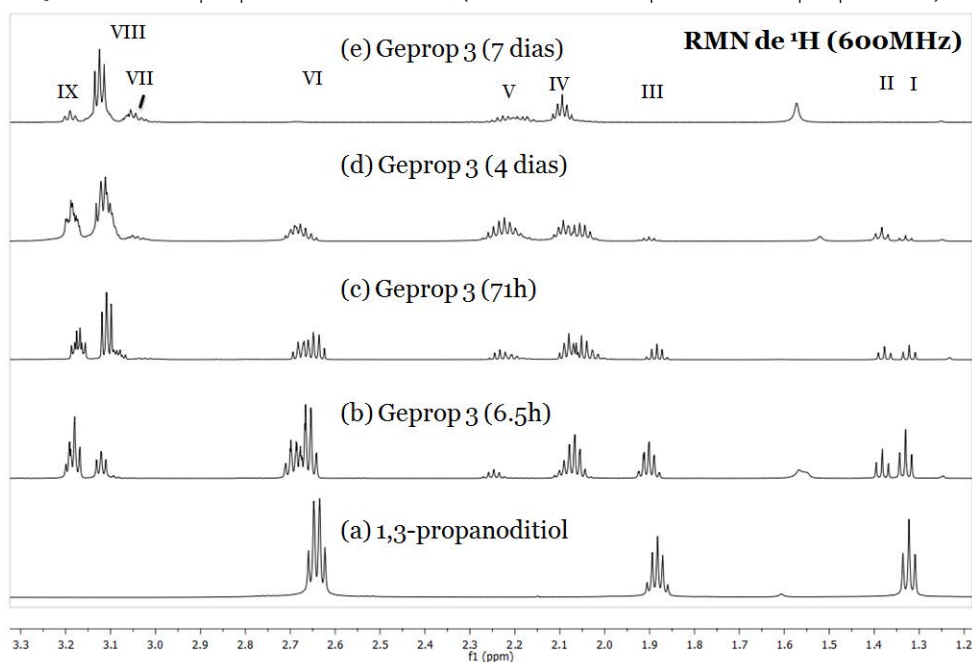 RMN de ¹H (600MHz)
(e) Geprop 3 (7 dias)
VIII
IX
VII
VI
V
IV
III
II
I
(d) Geprop 3 (4 dias)
(c) Geprop 3 (71h)
(b) Geprop 3 (6.5h)
(a) 1,3-propanoditiol
3.3 3.2 3.1 3.0 2.9 2.8 2.7 2.6 2.5 2.4 2.3 2.2 2.1 2.0 1.9 1.8 1.7 1.6 1.5 1.4 1.3 1.2
f1 (ppm)